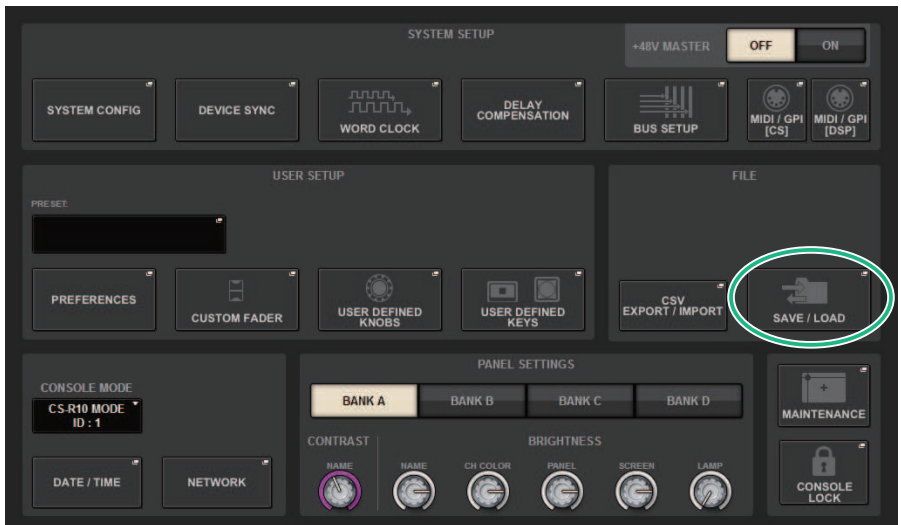 SYSTEM SETUP
+48V MASTER
OFF
ON
SYSTEM CONFIG
DEVICE SYNC
WORD CLOCK
DELAY
COMPENSATION
BUS SETUP
MIDI / GPI
[CS]
MIDI / GPI
[DSP]
USER SETUP
PRESET
PREFERENCES
CUSTOM FADER
USER DEFINED
KNOBS
USER DEFINED
KEYS
FILE
CSV
EXPORT / IMPORT
SAVE / LOAD
CONSOLE MODE
CS-R10 MODE
ID : 1
DATE / TIME
NETWORK
PANEL SETTINGS
BANK A
BANK B
BANK C
BANK D
CONTRAST
BRIGHTNESS
NAME
NAME
CH COLOR
PANEL
SCREEN
LAMP
MAINTENANCE
CONSOLE
LOCK